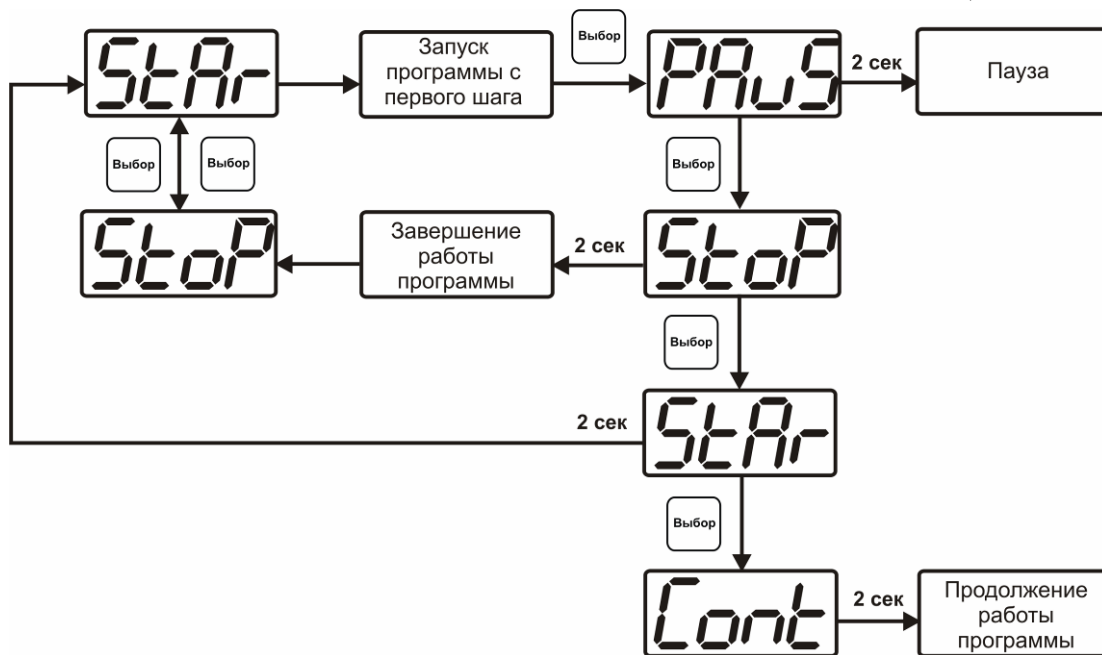 StAr
Запуск
программы с
первого шага
Выбор
PAuS
2 сек
Пауза
Выбор
Выбор
Выбор
StoP
Завершение
работы
программы
2 сек
StoP
Выбор
2 сек
StAr
Выбор
Cont
2 сек
Продолжение
работы
программы